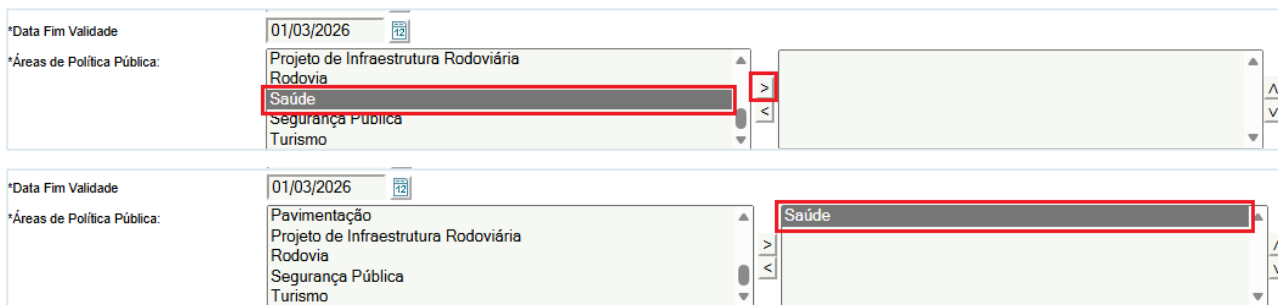 *Data Fim Validade 01/03/2026 12
*Áreas de Política Pública: Projeto de Infraestrutura Rodoviária
Rodovia
>
Saúde
<
Segurança Pública
Turismo
*Data Fim Validade 01/03/2026 12
*Áreas de Política Pública: Pavimentação Saúde
Projeto de Infraestrutura Rodoviária
>
Rodovia
<
Segurança Pública
Turismo